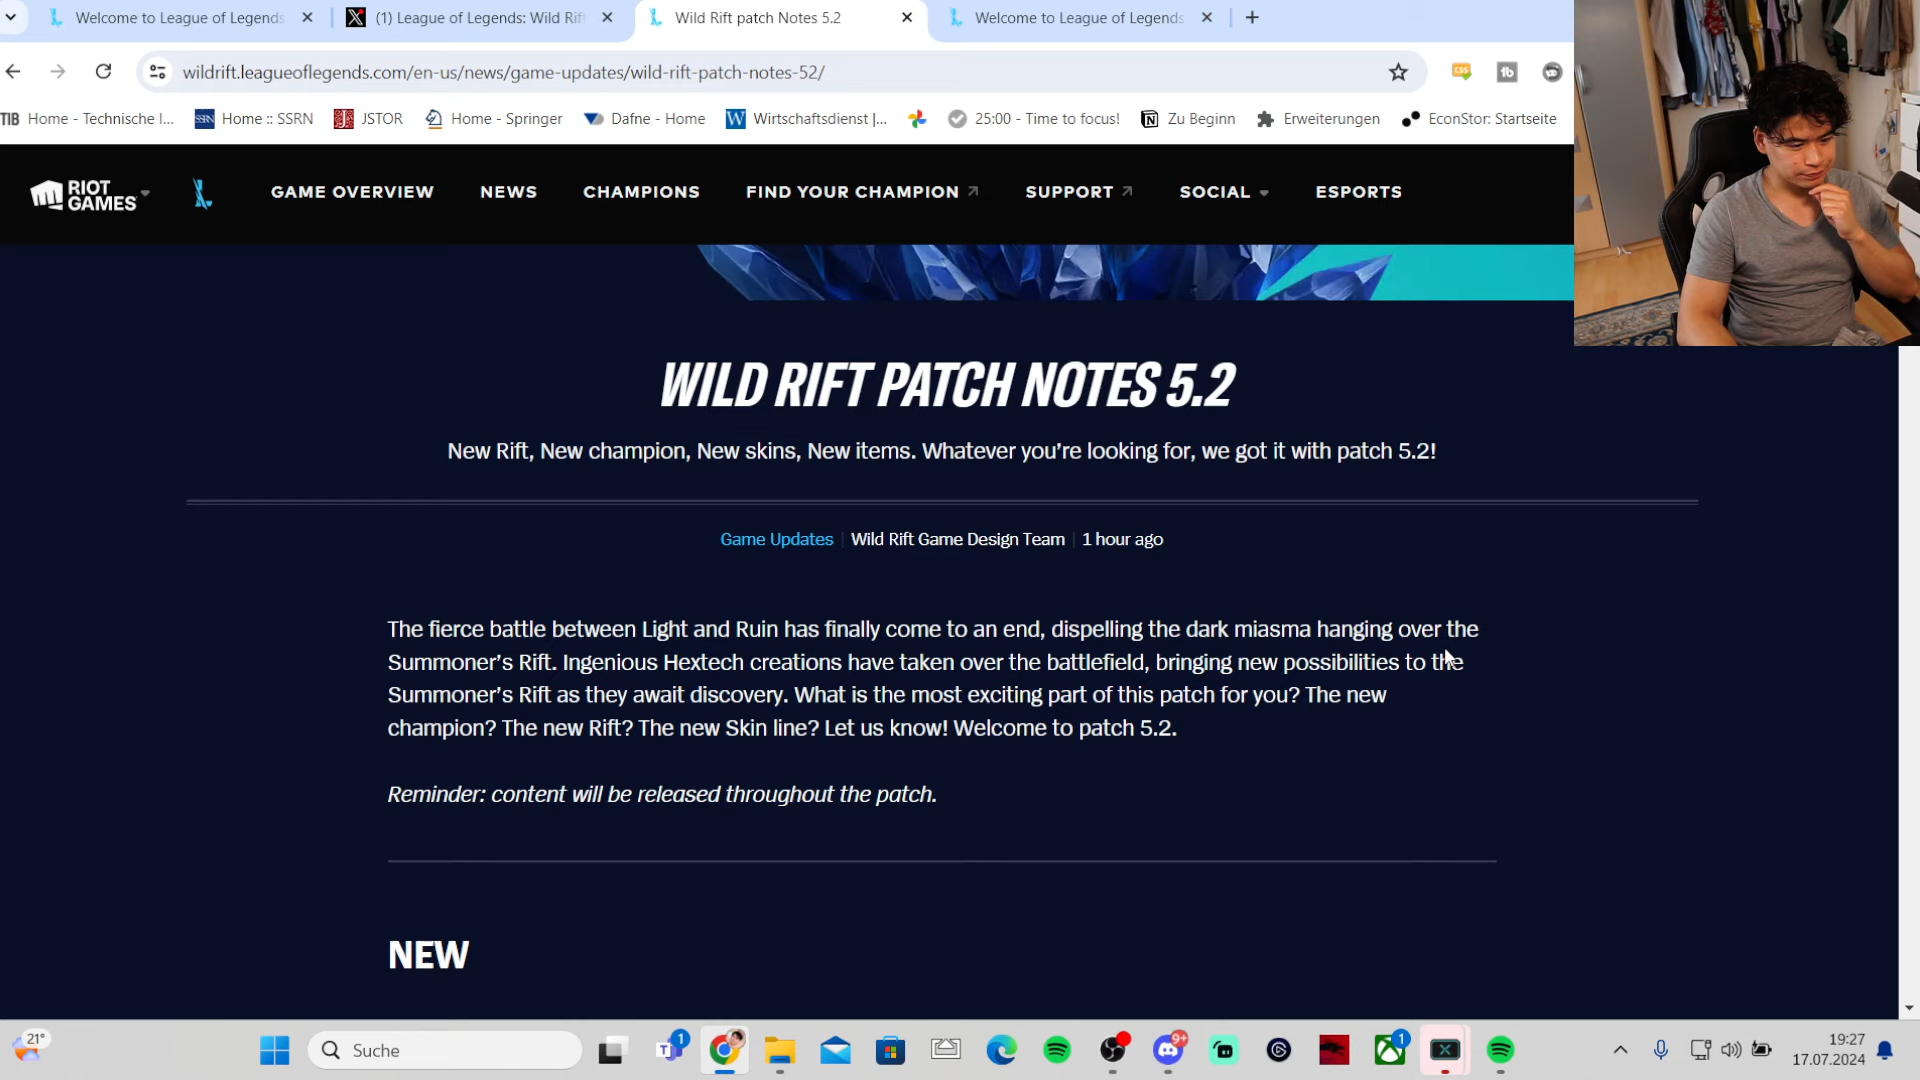 Welcome to League of Legends
(1) League of Legends: Wild Rif
Wild Rift patch Notes 5.2
Welcome to League of Legends
wildrift.leagueoflegends.com/en-us/news/game-updates/wild-rift-patch-notes-52/
TIB Home - Technische I...
SSRN Home :: SSRN
JSTOR
Home - Springer
Dafne - Home
W Wirtschaftsdienst |...
25:00 - Time to focus!
Zu Beginn
Erweiterungen
EconStor: Startseite
RIOT
GAMES
GAME OVERVIEW
NEWS
CHAMPIONS
FIND YOUR CHAMPION
SUPPORT
SOCIAL
ESPORTS
WILD RIFT PATCH NOTES 5.2
New Rift, New champion, New skins, New items. Whatever you're looking for, we got it with patch 5.2!
Game Updates | Wild Rift Game Design Team | 1 hour ago
The fierce battle between Light and Ruin has finally come to an end, dispelling the dark miasma hanging over the
Summoner's Rift. Ingenious Hextech creations have taken over the battlefield, bringing new possibilities to the
Summoner's Rift as they await discovery. What is the most exciting part of this patch for you? The new
champion? The new Rift? The new Skin line? Let us know! Welcome to patch 5.2.
Reminder: content will be released throughout the patch.
NEW
21°
Suche
1
9+
1
19:27
17.07.2024